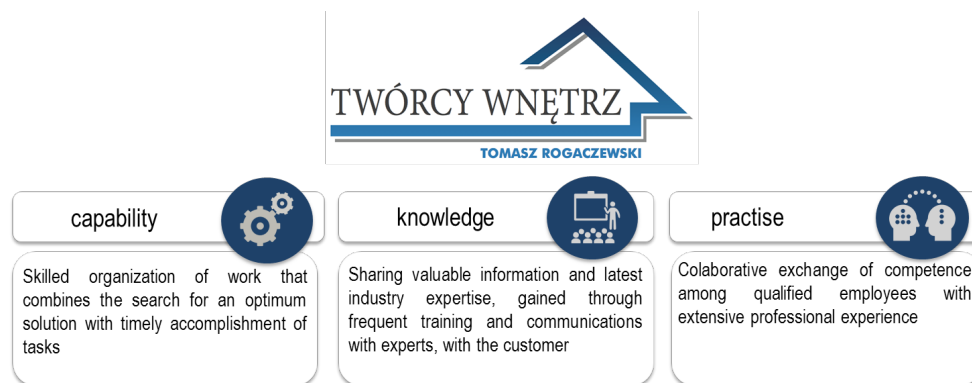 TWÓRCY WNĘTRZ
TOMASZ ROGACZEWSKI
capability
Skilled organization of work that
combines the search for an optimum
solution with timely accomplishment of
tasks
knowledge
Sharing valuable information and latest
industry expertise, gained through
frequent training and communications
with experts, with the customer
practise
Colaborative exchange of competence
among qualified employees with
extensive professional experience